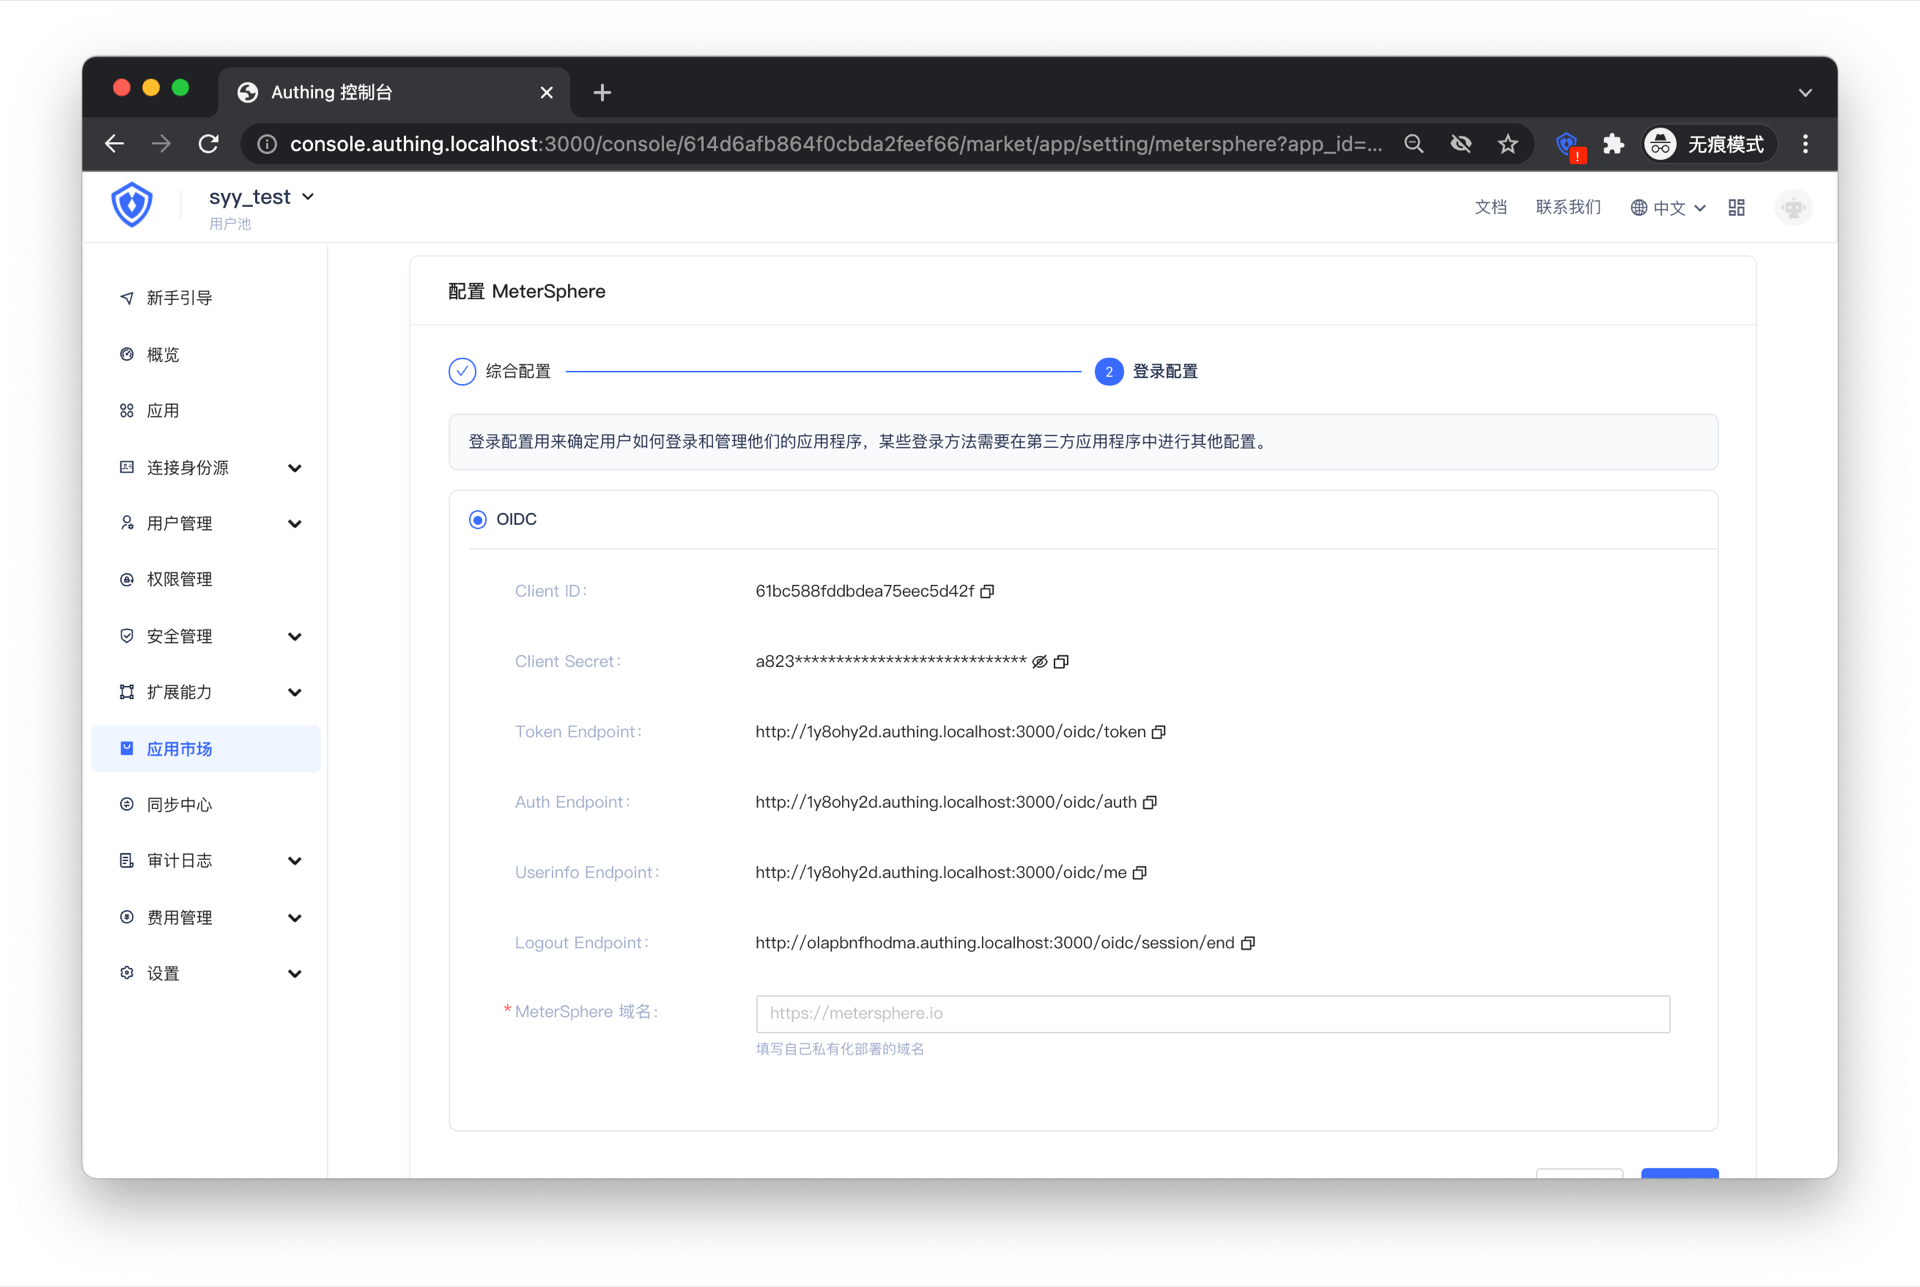 Authing 控制台
console.authing.localhost:3000/console/614d6afb864f0cbda2feef66/market/app/setting/metersphere?app_id=...
无痕模式
syy_test
用户池
文档
联系我们
中文
新手引导
概览
应用
连接身份源
用户管理
权限管理
安全管理
扩展能力
应用市场
同步中心
审计日志
费用管理
设置
配置 MeterSphere
综合配置
2 登录配置
登录配置用来确定用户如何登录和管理他们的应用程序，某些登录方法需要在第三方应用程序中进行其他配置。
OIDC
Client ID： 61bc588fddbdea75eec5d42f
Client Secret： a823****************************
Token Endpoint： http://1y8ohy2d.authing.localhost:3000/oidc/token
Auth Endpoint： http://1y8ohy2d.authing.localhost:3000/oidc/auth
Userinfo Endpoint： http://1y8ohy2d.authing.localhost:3000/oidc/me
Logout Endpoint： http://olapbnfhodma.authing.localhost:3000/oidc/session/end
* MeterSphere 域名： https://metersphere.io
填写自己私有化部署的域名